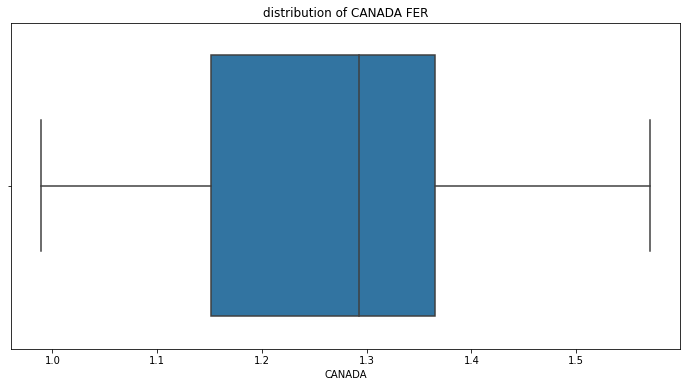 distribution of CANADA FER
1.0 1.1 1.2 1.3 1.4 1.5
CANADA